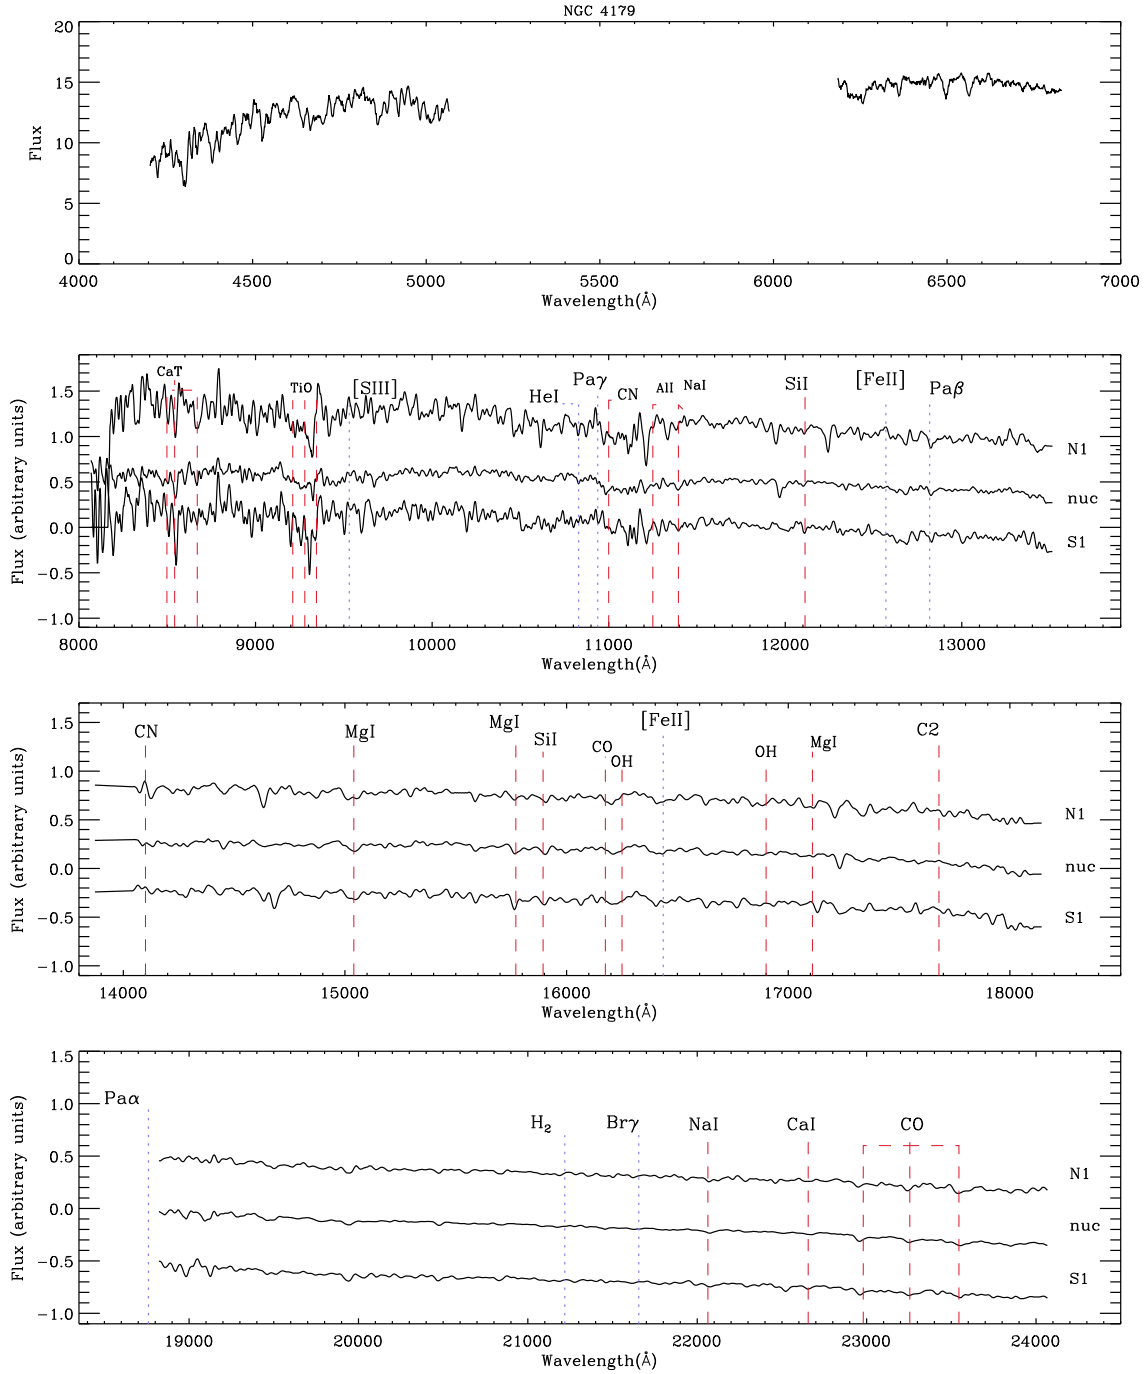 NGC 4179
20
15
10
5
0
Flux
4000 4500 5000 5500 6000 6500 7000
Wavelength(Å)
CaT TiO [SIII] HeI Paγ CN AlI NaI SiI [FeII] Paβ
1.5
1.0
0.5
0.0
−0.5
−1.0
Flux (arbitrary units)
N1
nuc
S1
8000 9000 10000 11000 12000 13000
Wavelength(Å)
CN MgI MgI SiI CO OH [FeII] OH MgI C2
1.5
1.0
0.5
0.0
−0.5
−1.0
Flux (arbitrary units)
N1
nuc
S1
14000 15000 16000 17000 18000
Wavelength(Å)
Paα H₂ Brγ NaI CaI CO
1.5
1.0
0.5
0.0
−0.5
−1.0
Flux (arbitrary units)
N1
nuc
S1
19000 20000 21000 22000 23000 24000
Wavelength(Å)